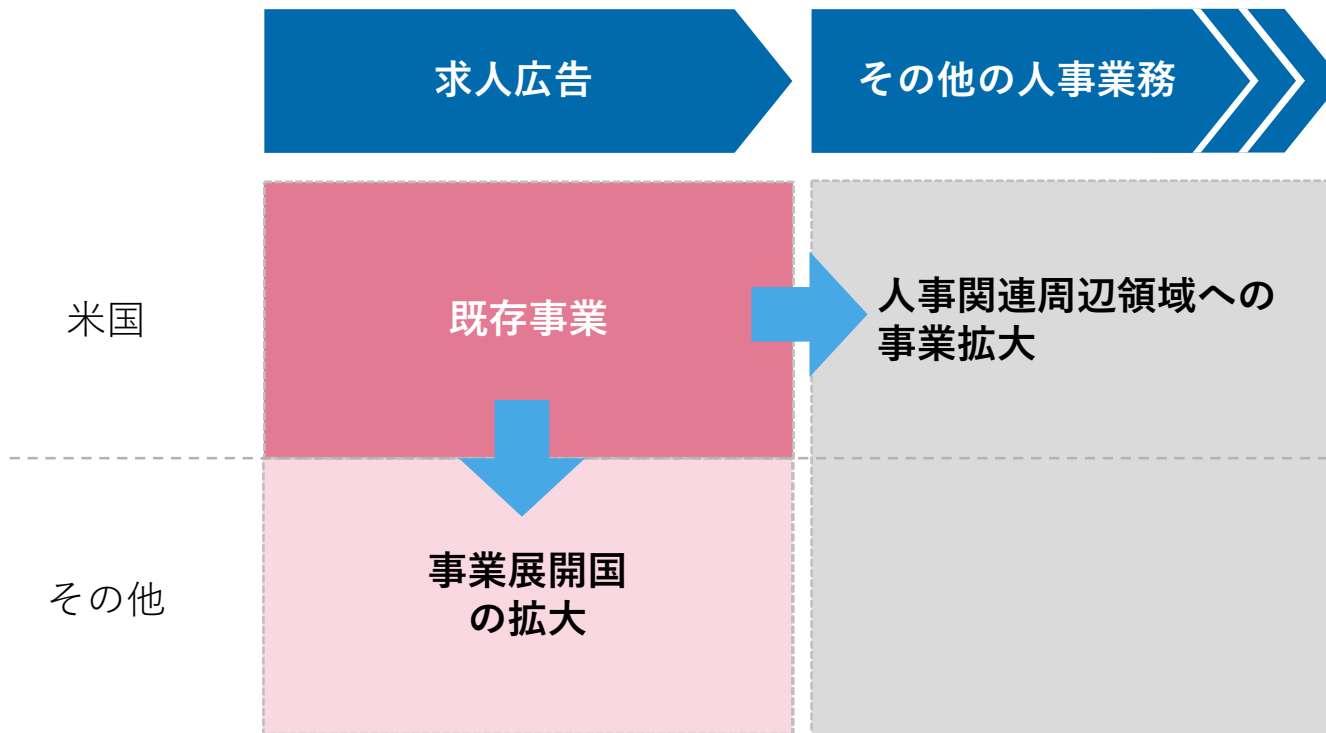 求人広告
その他の人事業務
米国
既存事業
人事関連周辺領域への
事業拡大
その他
事業展開国
の拡大